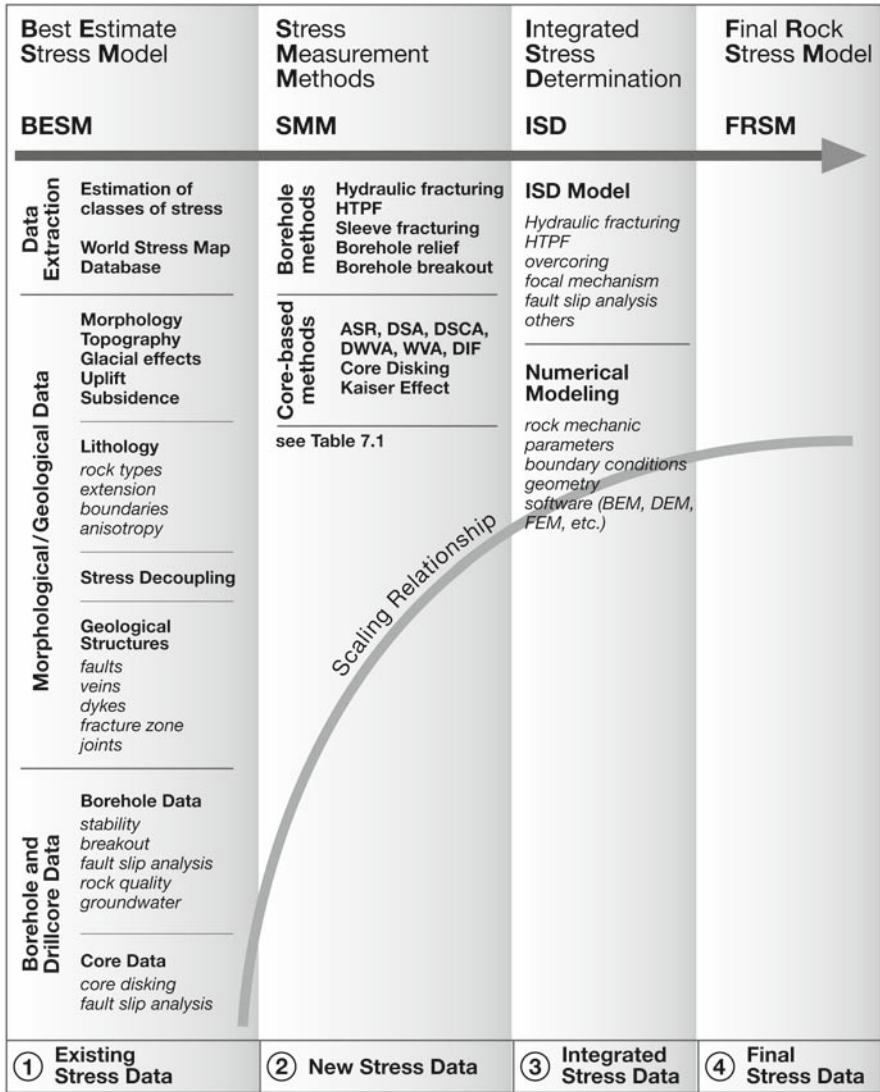 Best Estimate
Stress Model
BESM
Stress
Measurement
Methods
SMM
Integrated
Stress
Determination
ISD
Final Rock
Stress Model
FRSM
Data
Extraction
Estimation of
classes of stress
World Stress Map
Database
Morphological/Geological Data
Morphology
Topography
Glacial effects
Uplift
Subsidence
Lithology
rock types
extension
boundaries
anisotropy
Stress Decoupling
Geological
Structures
faults
veins
dykes
fracture zone
joints
Borehole and
Drillcore Data
Borehole Data
stability
breakout
fault slip analysis
rock quality
groundwater
Core Data
core disking
fault slip analysis
Borehole
methods
Hydraulic fracturing
HTPF
Sleeve fracturing
Borehole relief
Borehole breakout
Core-based
methods
ASR, DSA, DSCA,
DWVA, WVA, DIF
Core Disking
Kaiser Effect
see Table 7.1
Scaling Relationship
ISD Model
Hydraulic fracturing
HTPF
overcoring
focal mechanism
fault slip analysis
others
Numerical
Modeling
rock mechanic
parameters
boundary conditions
geometry
software (BEM, DEM,
FEM, etc.)
1 Existing
Stress Data
2 New Stress Data
3 Integrated
Stress Data
4 Final
Stress Data